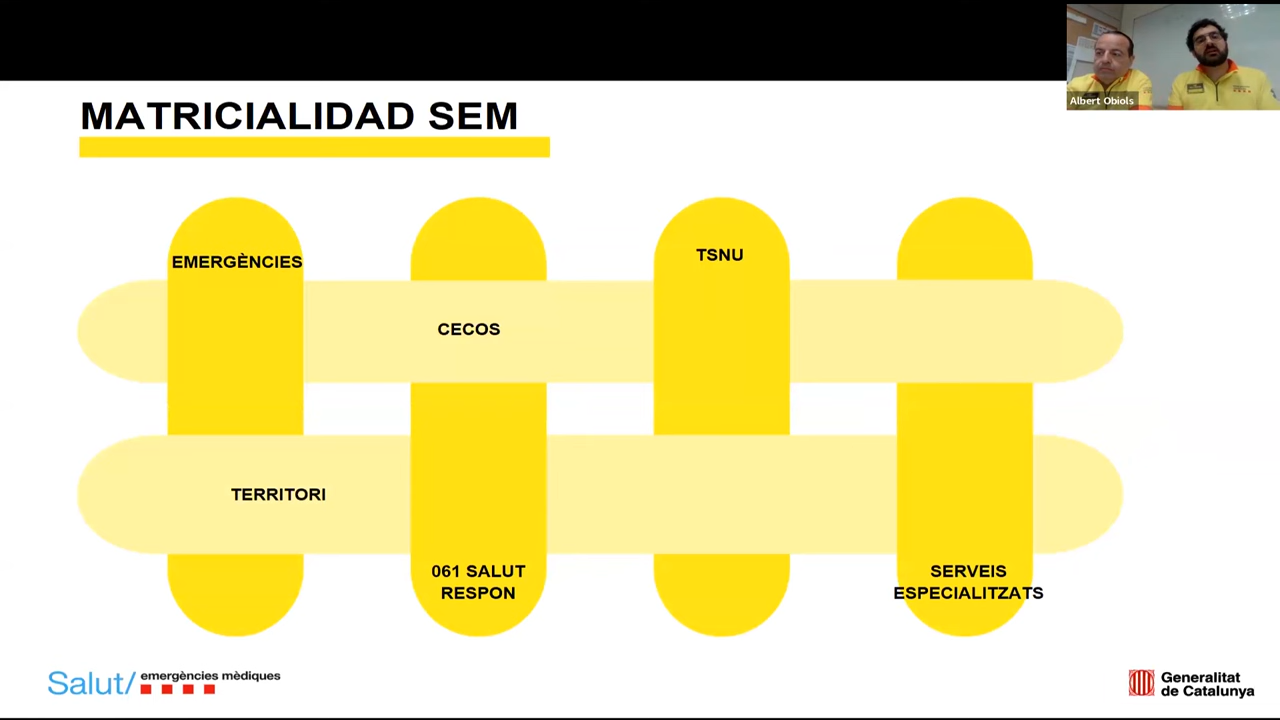 Albert Obiols
MATRICIALIDAD SEM
EMERGÈNCIES
TSNU
CECOS
TERRITORI
061 SALUT
RESPON
SERVEIS
ESPECIALITZATS
Salut/ emergències mèdiques
Generalitat
de Catalunya